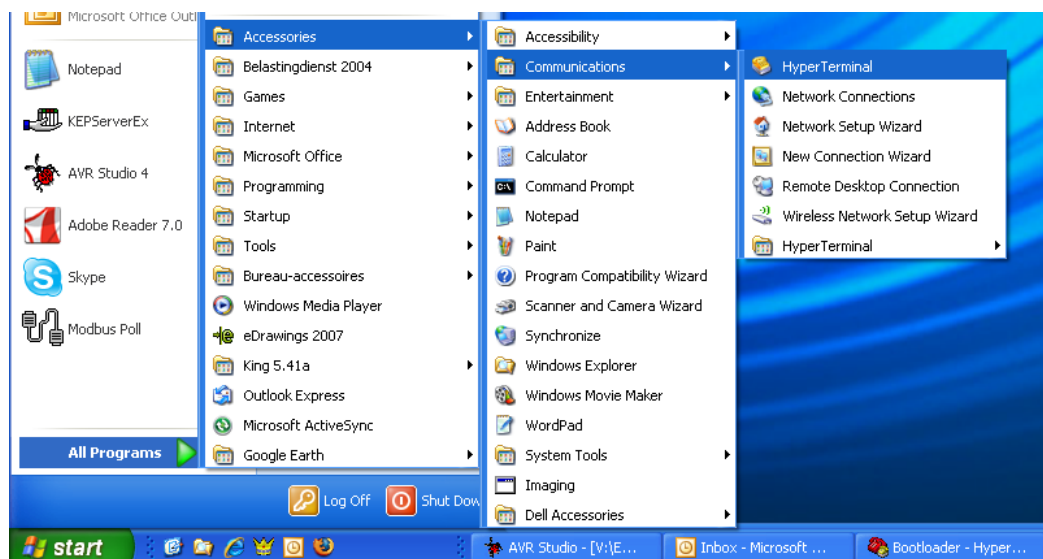 Microsoft Office Outl
Notepad
KEPServerEx
AVR Studio 4
Adobe Reader 7.0
Skype
Modbus Poll
All Programs
Accessories
Belastingdienst 2004
Games
Internet
Microsoft Office
Programming
Startup
Tools
Bureau-accessoires
Windows Media Player
eDrawings 2007
King 5.41a
Outlook Express
Microsoft ActiveSync
Google Earth
Accessibility
Communications
Entertainment
Address Book
Calculator
Command Prompt
Notepad
Paint
Program Compatibility Wizard
Scanner and Camera Wizard
Synchronize
Windows Explorer
Windows Movie Maker
WordPad
System Tools
Imaging
Dell Accessories
HyperTerminal
Network Connections
Network Setup Wizard
New Connection Wizard
Remote Desktop Connection
Wireless Network Setup Wizard
HyperTerminal
Log Off
Shut Dow
start
AVR Studio - [V:\E...
Inbox - Microsoft ...
Bootloader - Hyper...